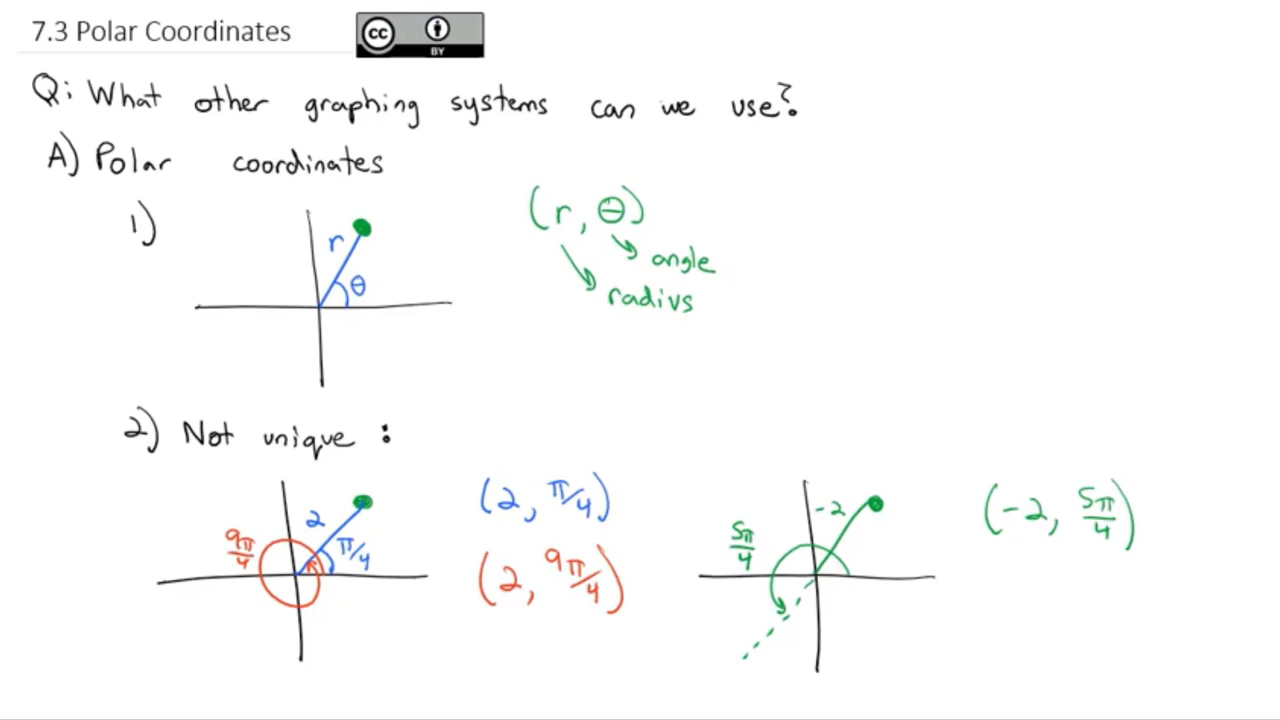 7.3 Polar Coordinates
cc BY
Q: What other graphing systems can we use?
A) Polar coordinates
1)
r
θ
(r, θ)
angle
radius
2) Not unique :
2
π/4
9π/4
(2, π/4)
(2, 9π/4)
-2
5π/4
(-2, 5π/4)